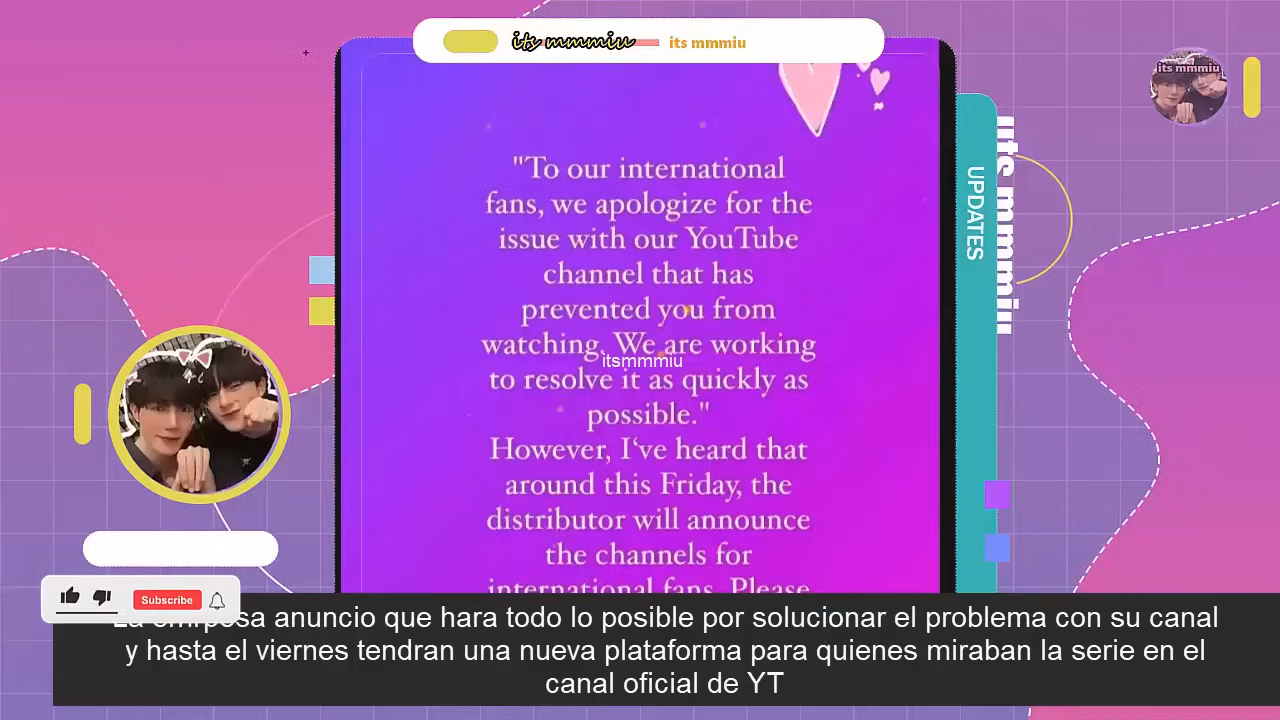 its mmmiu its mmmiu
its mmmiu
"To our international
fans, we apologize for the
issue with our YouTube
channel that has
prevented you from
watching. We are working
to resolve it as quickly as
possible."
However, I've heard that
around this Friday, the
distributor will announce
the channels for
international fans. Please
itsmmmiu
UPDATES
its mmmiu
Subscribe
anuncio que hara todo lo posible por solucionar el problema con su canal
y hasta el viernes tendran una nueva plataforma para quienes miraban la serie en el
canal oficial de YT